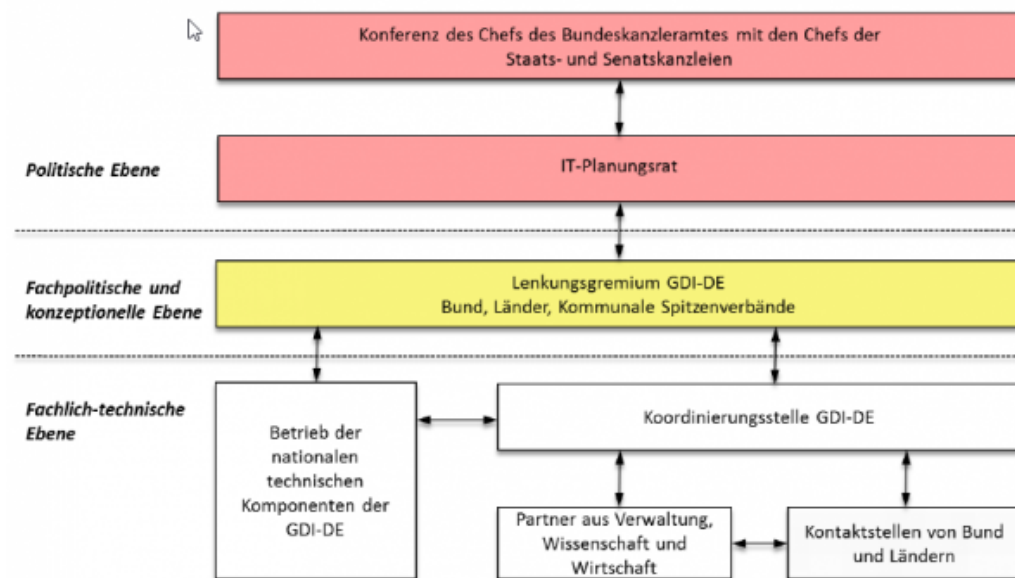 Konferenz des Chefs des Bundeskanzleramtes mit den Chefs der
Staats- und Senatskanzleien
Politische Ebene
IT-Planungsrat
Fachpolitische und
konzeptionelle Ebene
Lenkungsgremium GDI-DE
Bund, Länder, Kommunale Spitzenverbände
Fachlich-technische
Ebene
Betrieb der
nationalen
technischen
Komponenten der
GDI-DE
Koordinierungsstelle GDI-DE
Partner aus Verwaltung,
Wissenschaft und
Wirtschaft
Kontaktstellen von Bund
und Ländern